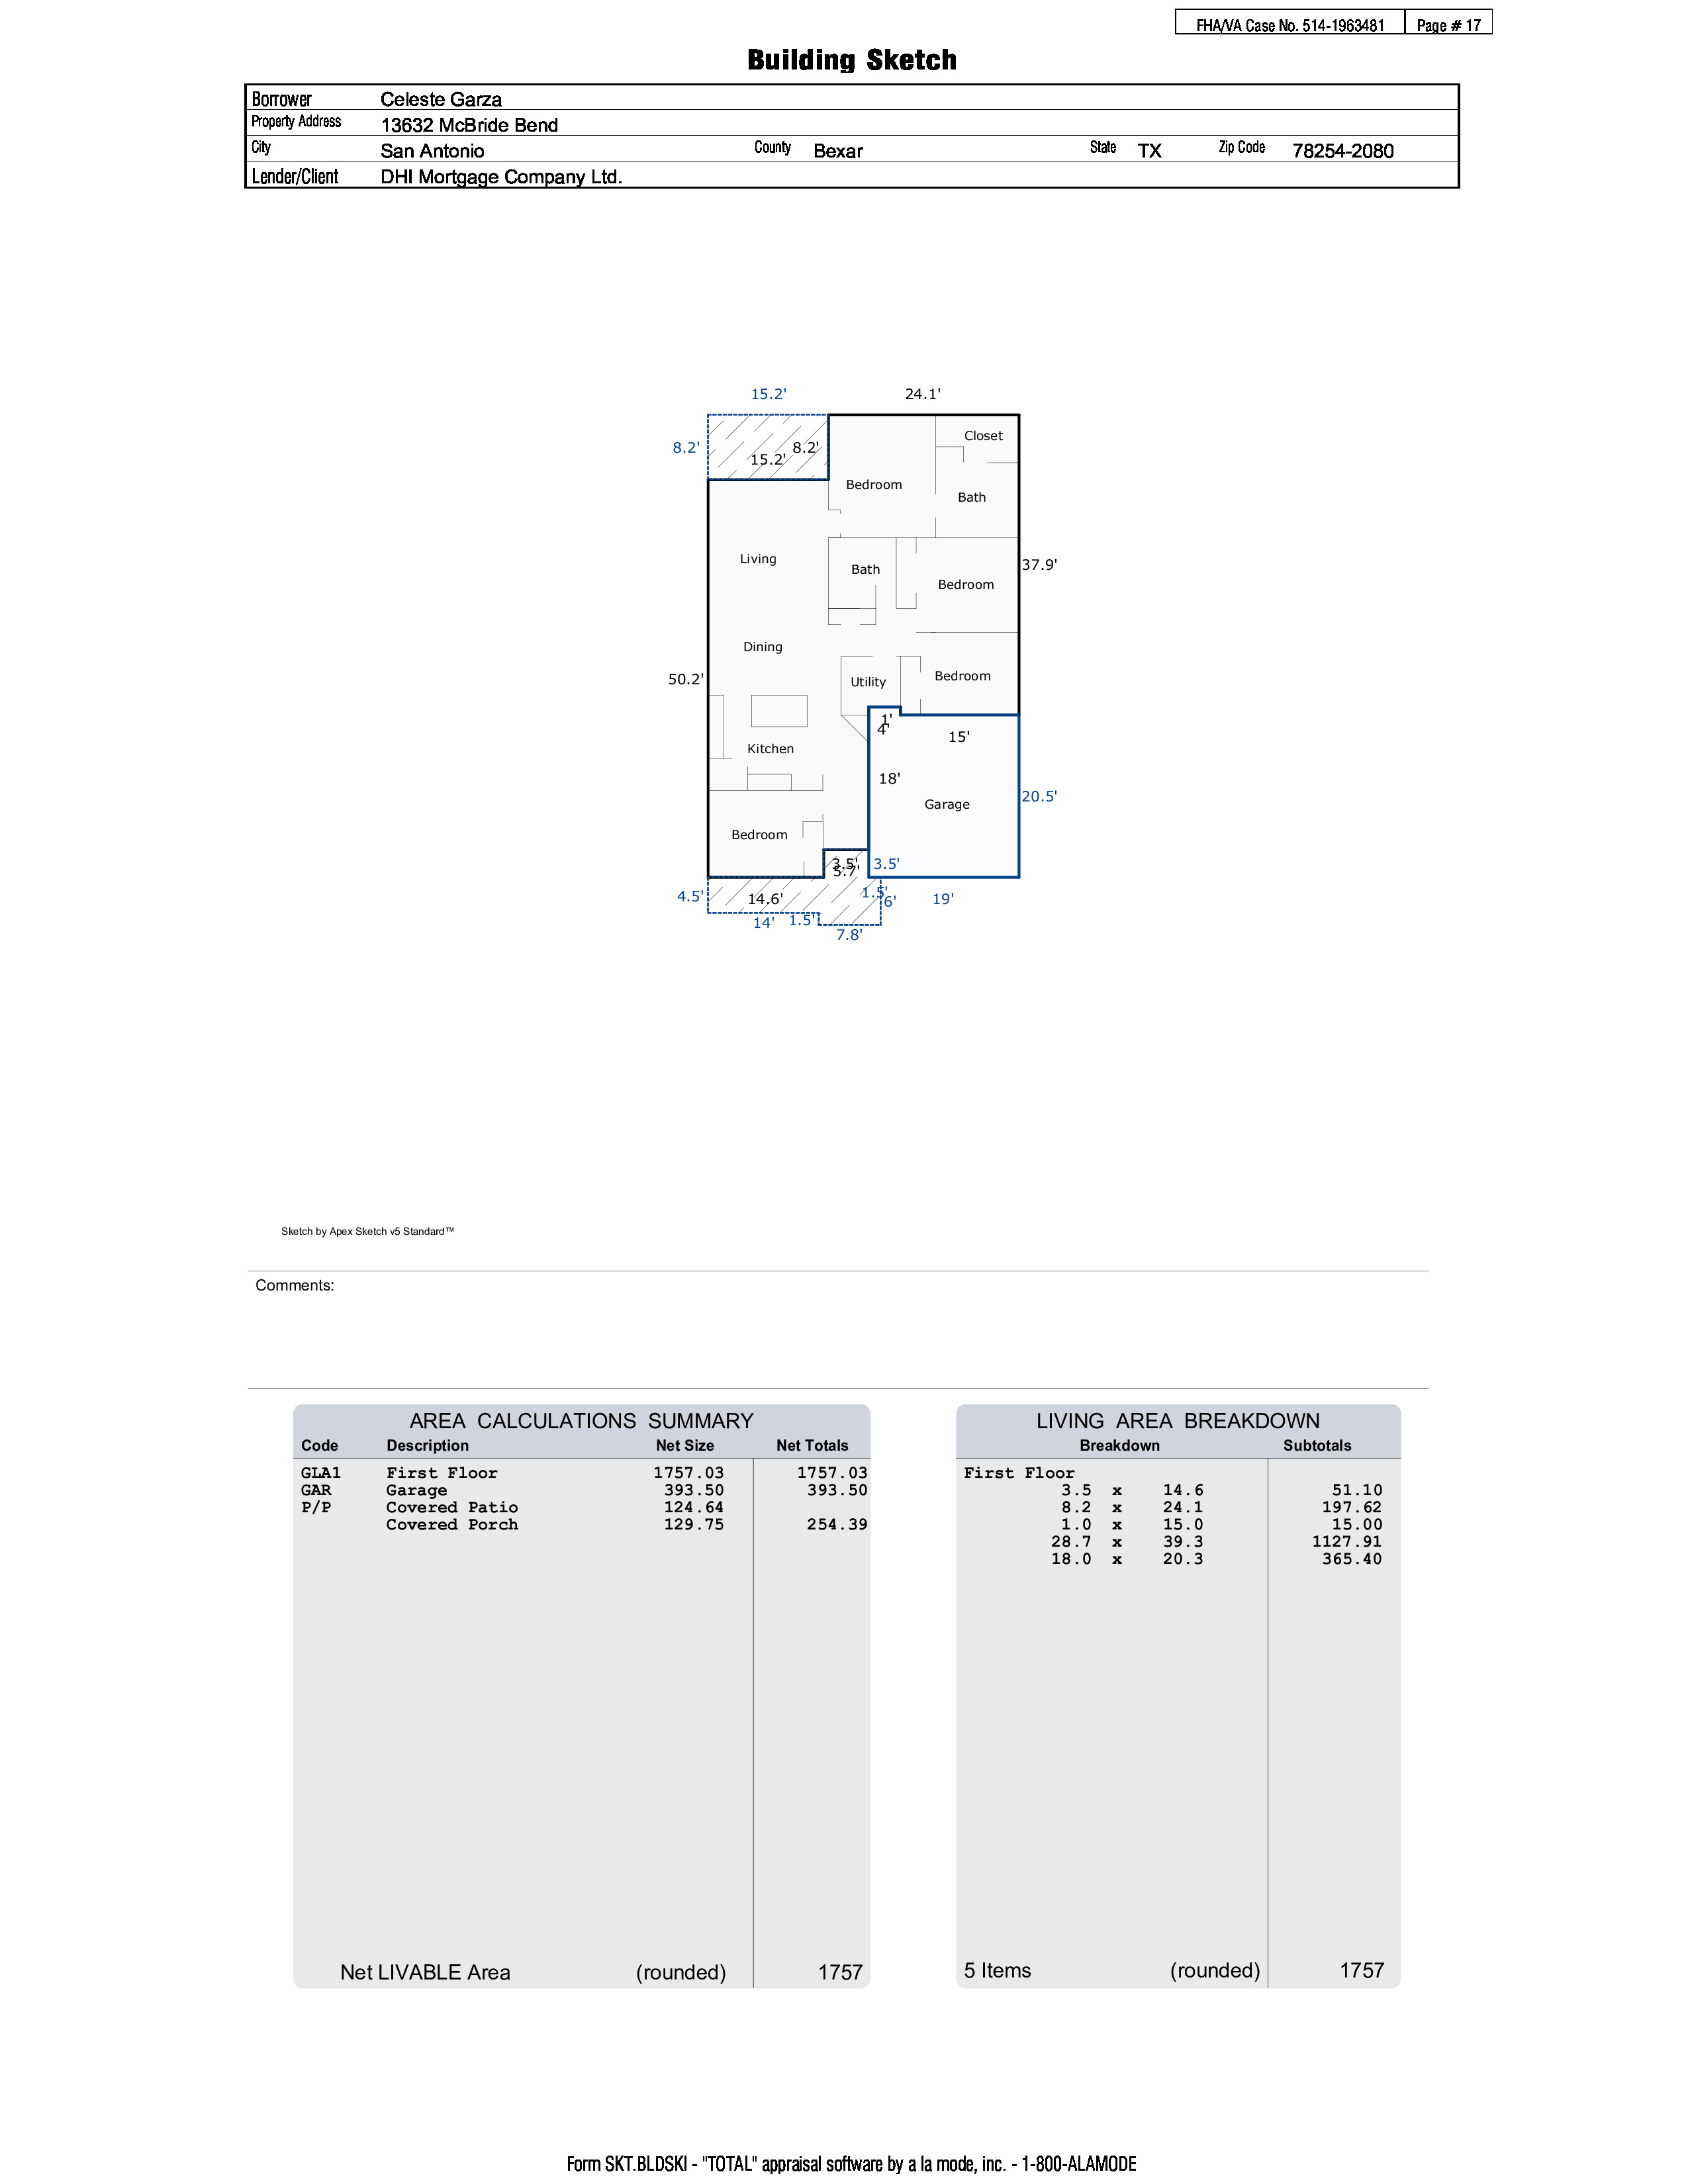 FHA/VA Case No. 514-1963481 Page # 17
Building Sketch
Borrower Celeste Garza
Property Address 13632 McBride Bend
City San Antonio County Bexar State TX Zip Code 78254-2080
Lender/Client DHI Mortgage Company Ltd.
15.2' 24.1'
Closet
8.2' 8.2'
15.2'
Bedroom
Bath
Living
37.9'
Bath
Bedroom
Dining
50.2' Utility Bedroom
1'
4'
15'
Kitchen
18'
20.5'
Garage
Bedroom
3.5' 3.5'
5.7'
4.5' 14.6' 1.5' 6' 19'
14' 1.5'
7.8'
Sketch by Apex Sketch v5 Standard™
Comments:
AREA CALCULATIONS SUMMARY
Code Description Net Size Net Totals
GLA1 First Floor 1757.03 1757.03
GAR Garage 393.50 393.50
P/P Covered Patio 124.64
Covered Porch 129.75 254.39
Net LIVABLE Area (rounded) 1757
LIVING AREA BREAKDOWN
Breakdown Subtotals
First Floor
3.5 x 14.6 51.10
8.2 x 24.1 197.62
1.0 x 15.0 15.00
28.7 x 39.3 1127.91
18.0 x 20.3 365.40
5 Items (rounded) 1757
Form SKT.BLDSKI - "TOTAL" appraisal software by a la mode, inc. - 1-800-ALAMODE